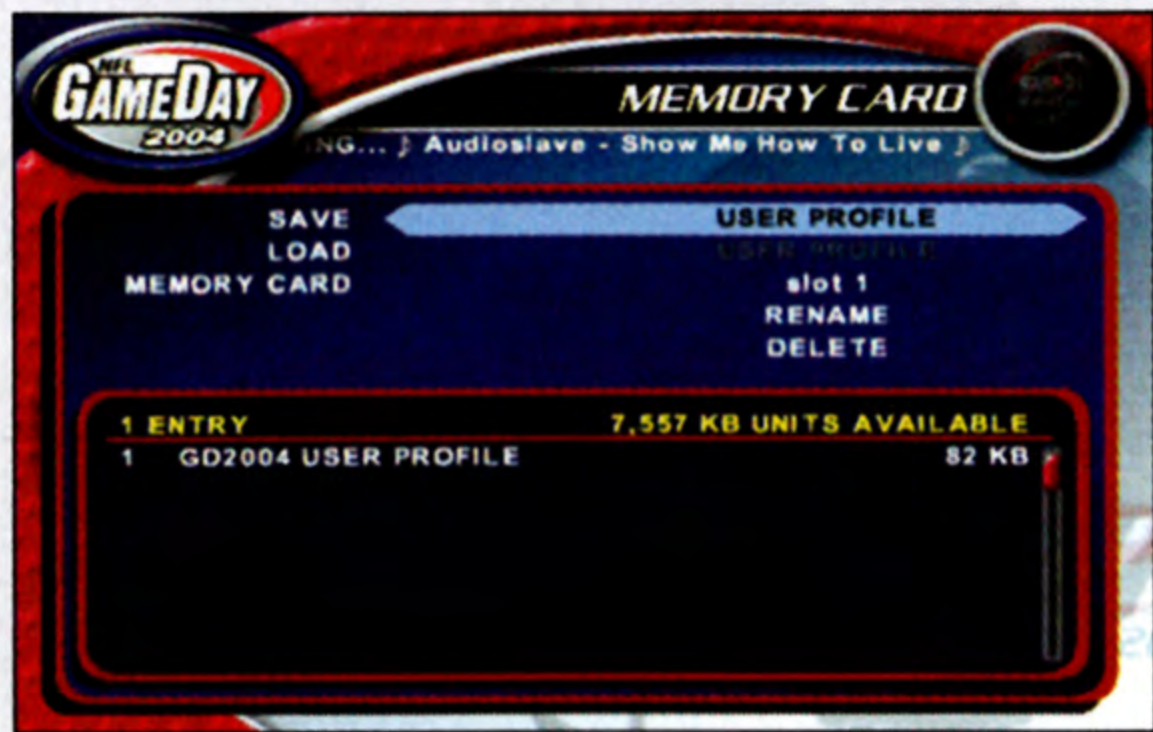 NFL
GAMEDAY
2004
MEMORY CARD
NG... ♪ Audioslave - Show Me How To Live ♪
SAVE USER PROFILE
LOAD USER PROFILE
MEMORY CARD slot 1
RENAME
DELETE
1 ENTRY 7,557 KB UNITS AVAILABLE
1 GD2004 USER PROFILE 82 KB